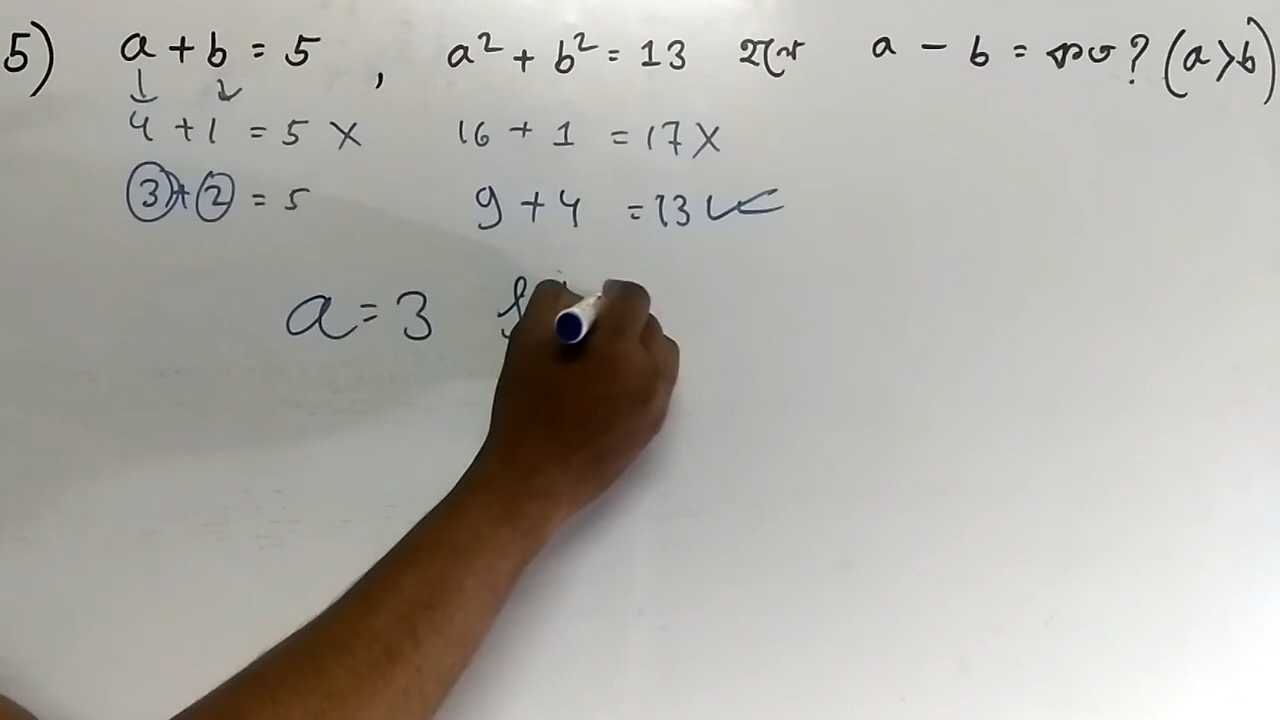 5) a + b = 5 , a² + b² = 13 হলে a - b = কত ? (a > b)
↓ ↓
4 + 1 = 5 X 16 + 1 = 17 X
3 + 2 = 5 9 + 4 = 13 ✓
a = 3